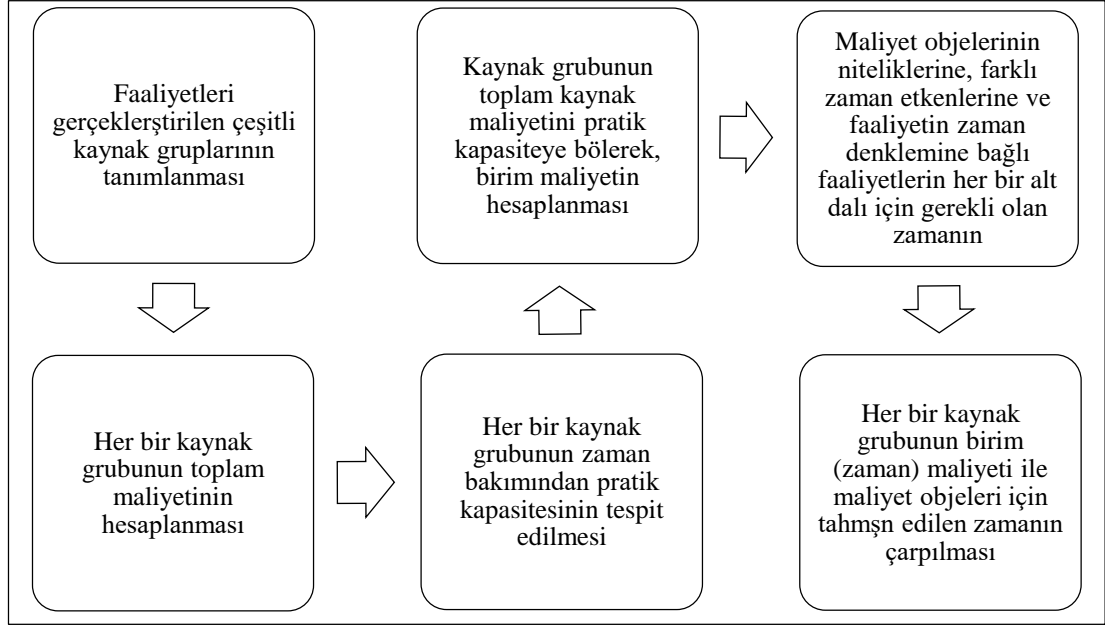 Faaliyetleri
gerçeklerştirilen çeşitli
kaynak gruplarının
tanımlanması
Her bir kaynak
grubunun toplam
maliyetinin
hesaplanması
Her bir kaynak
grubunun zaman
bakımından pratik
kapasitesinin tespit
edilmesi
Kaynak grubunun
toplam kaynak
maliyetini pratik
kapasiteye bölerek,
birim maliyetin
hesaplanması
Maliyet objelerinin
niteliklerine, farklı
zaman etkenlerine ve
faaliyetin zaman
denklemine bağlı
faaliyetlerin her bir alt
dalı için gerekli olan
zamanın
Her bir kaynak
grubunun birim
(zaman) maliyeti ile
maliyet objeleri için
tahmşn edilen zamanın
çarpılması